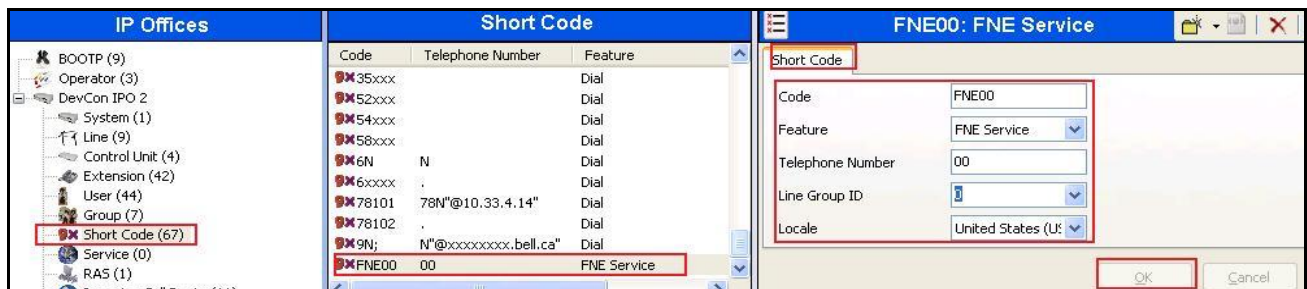 IP Offices
BOOTP (9)
Operator (3)
DevCon IPO 2
System (1)
Line (9)
Control Unit (4)
Extension (42)
User (44)
Group (7)
Short Code (67)
Service (0)
RAS (1)
Short Code
Code Telephone Number Feature
35xxx Dial
52xxx Dial
54xxx Dial
58xxx Dial
6N N Dial
6xxxx . Dial
78101 78N"@10.33.4.14" Dial
78102 . Dial
9N; N"@xxxxxxxx.bell.ca" Dial
FNE00 00 FNE Service
FNE00: FNE Service
Short Code
Code FNE00
Feature FNE Service
Telephone Number 00
Line Group ID 0
Locale United States (US
OK Cancel